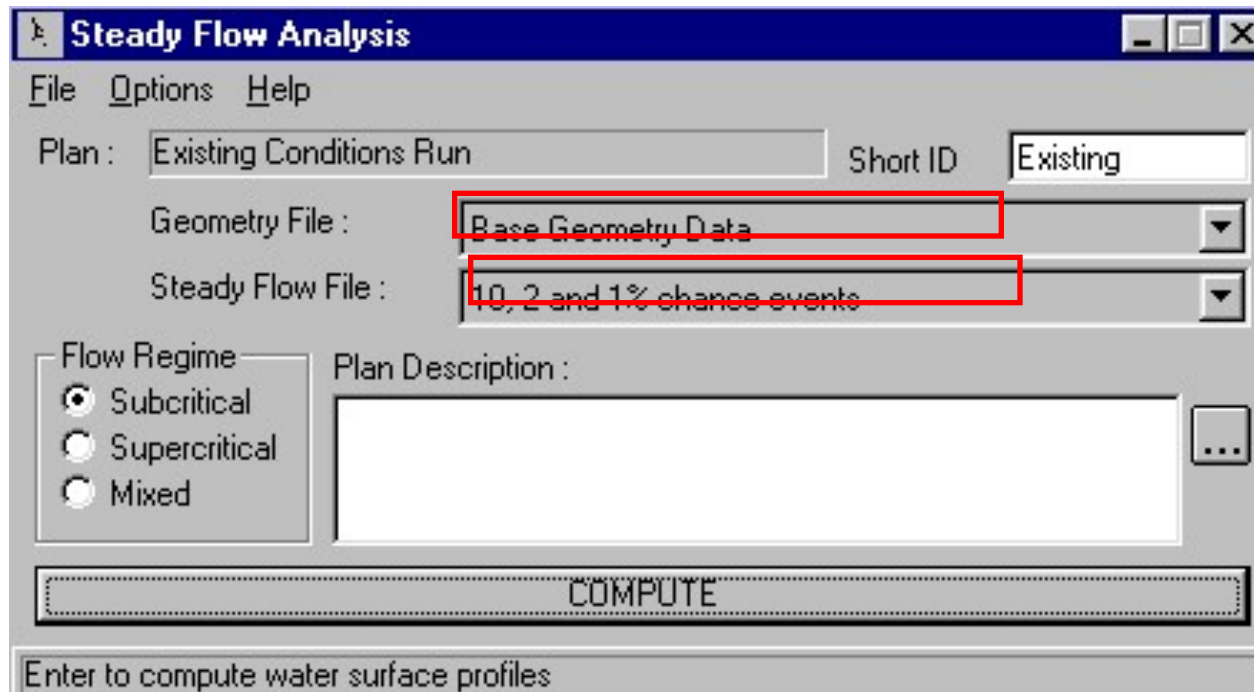 Steady Flow Analysis
File Options Help
Plan : Existing Conditions Run Short ID Existing
Geometry File : Base Geometry Data
Steady Flow File : 10, 2 and 1% chance events
Flow Regime
Plan Description :
Subcritical
Supercritical
...
Mixed
COMPUTE
Enter to compute water surface profiles